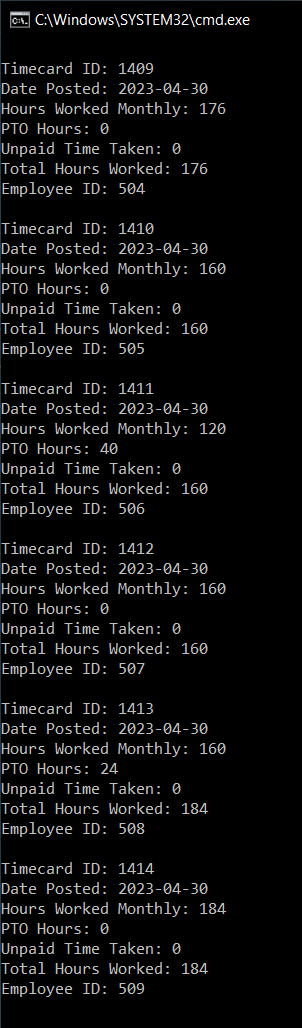 C:\Windows\SYSTEM32\cmd.exe
Timecard ID: 1409
Date Posted: 2023-04-30
Hours Worked Monthly: 176
PTO Hours: 0
Unpaid Time Taken: 0
Total Hours Worked: 176
Employee ID: 504
Timecard ID: 1410
Date Posted: 2023-04-30
Hours Worked Monthly: 160
PTO Hours: 0
Unpaid Time Taken: 0
Total Hours Worked: 160
Employee ID: 505
Timecard ID: 1411
Date Posted: 2023-04-30
Hours Worked Monthly: 120
PTO Hours: 40
Unpaid Time Taken: 0
Total Hours Worked: 160
Employee ID: 506
Timecard ID: 1412
Date Posted: 2023-04-30
Hours Worked Monthly: 160
PTO Hours: 0
Unpaid Time Taken: 0
Total Hours Worked: 160
Employee ID: 507
Timecard ID: 1413
Date Posted: 2023-04-30
Hours Worked Monthly: 160
PTO Hours: 24
Unpaid Time Taken: 0
Total Hours Worked: 184
Employee ID: 508
Timecard ID: 1414
Date Posted: 2023-04-30
Hours Worked Monthly: 184
PTO Hours: 0
Unpaid Time Taken: 0
Total Hours Worked: 184
Employee ID: 509